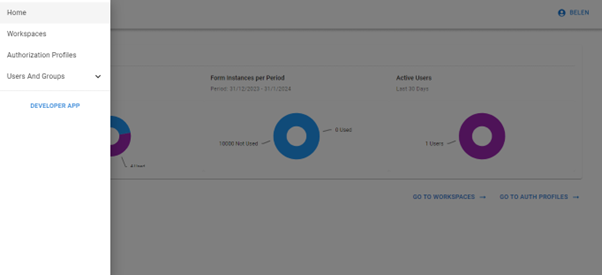 Home
BELEN
Workspaces
Authorization Profiles
Users And Groups
DEVELOPER APP
Form Instances per Period
Period: 31/12/2023 - 31/1/2024
Active Users
Last 30 Days
10000 Not Used
0 Used
1 Users
GO TO WORKSPACES
GO TO AUTH PROFILES